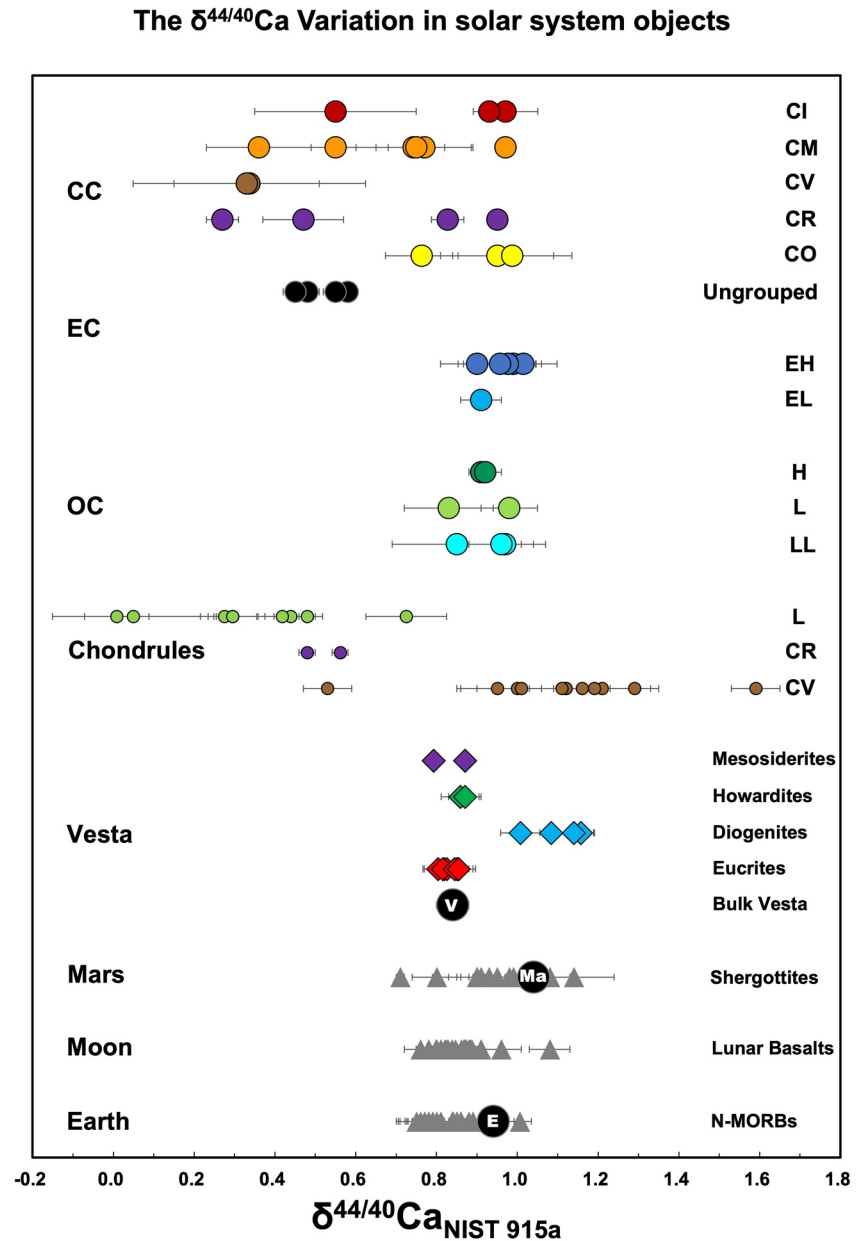 The δ44/40Ca Variation in solar system objects
CI
CM
CC
CV
CR
CO
Ungrouped
EC
EH
EL
H
OC
L
LL
L
Chondrules
CR
CV
Mesosiderites
Howardites
Vesta
Diogenites
Eucrites
V
Bulk Vesta
Mars
Ma
Shergottites
Moon
Lunar Basalts
Earth
E
N-MORBs
-0.2 0.0 0.2 0.4 0.6 0.8 1.0 1.2 1.4 1.6 1.8
δ44/40Ca NIST 915a